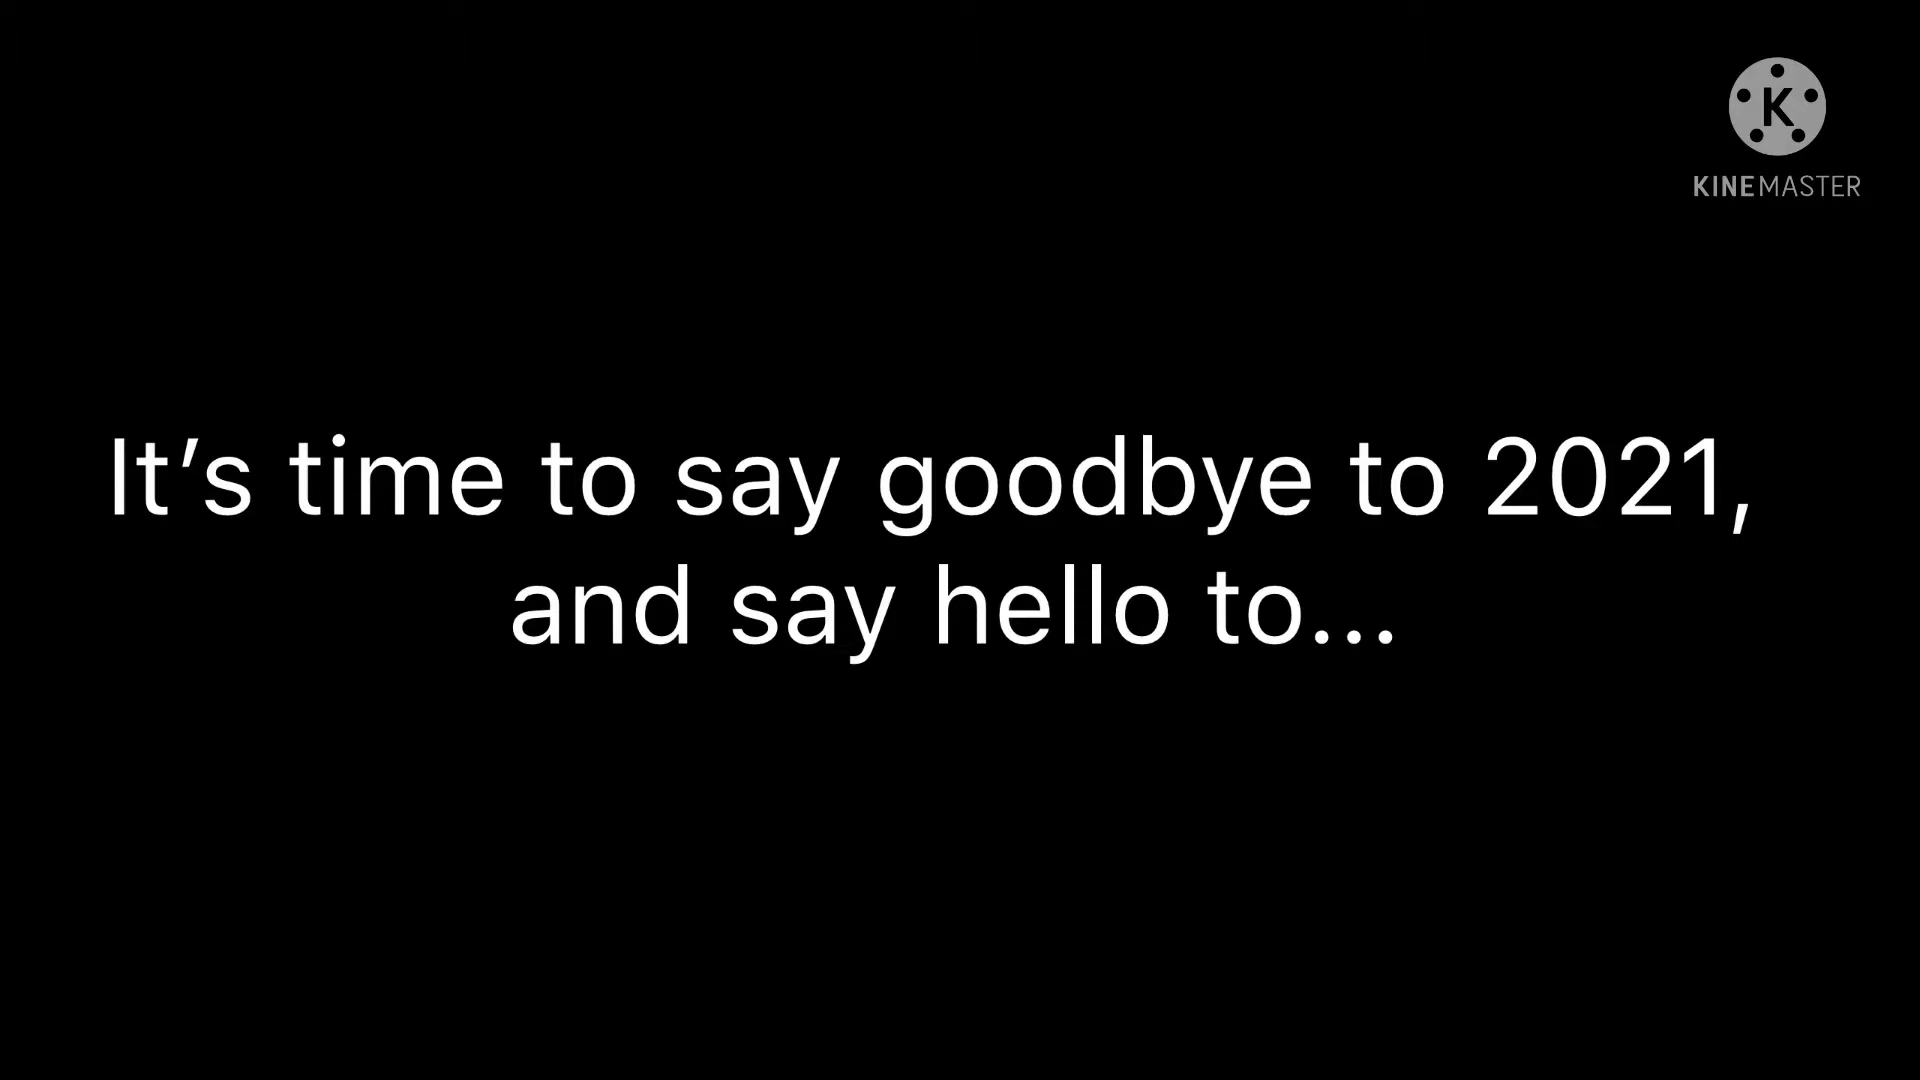 K
KINEMASTER
It’s time to say goodbye to 2021,
and say hello to...